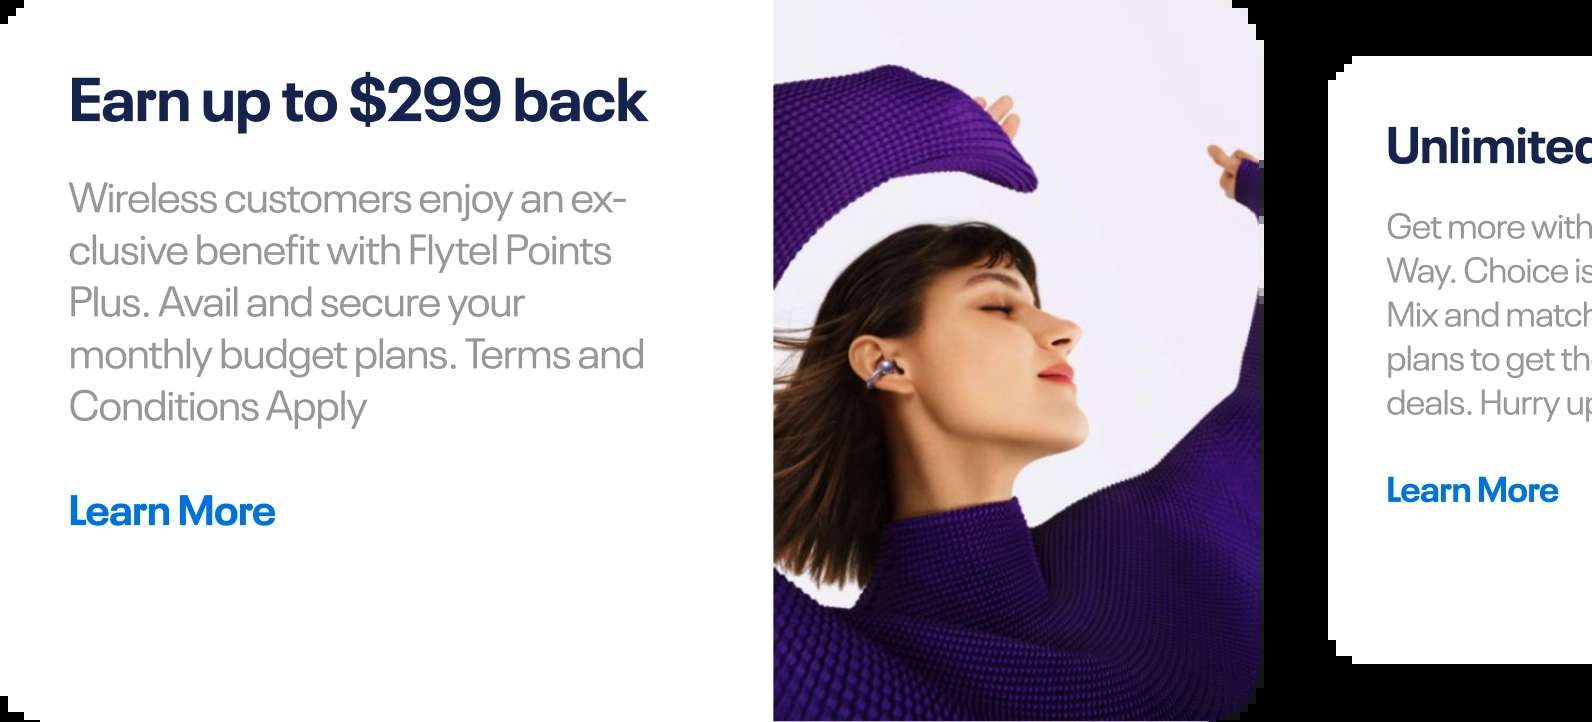 Earn up to $299 back
Wireless customers enjoy an ex-
clusive benefit with Flytel Points
Plus. Avail and secure your
monthly budget plans. Terms and
Conditions Apply
Learn More
Unlimited
Get more with
Way. Choice is
Mix and match
plans to get the
deals. Hurry up
Learn More